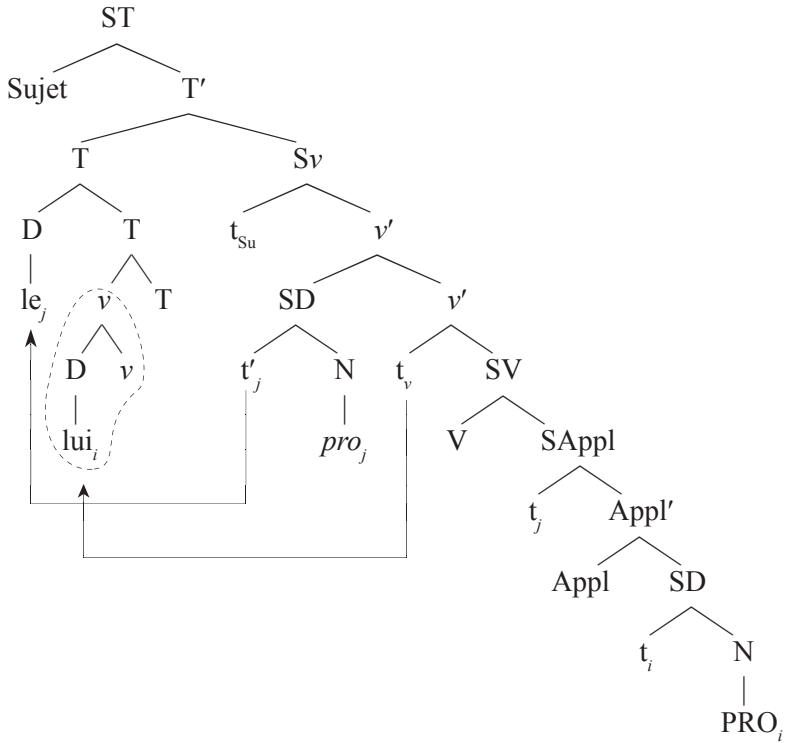 ST
Sujet T′
T Sv
D T t_Su v′
le_j v T SD v′
D v t′_j N t_v SV
lui_i pro_j V SAppl
t_j Appl′
Appl SD
t_i N
PRO_i